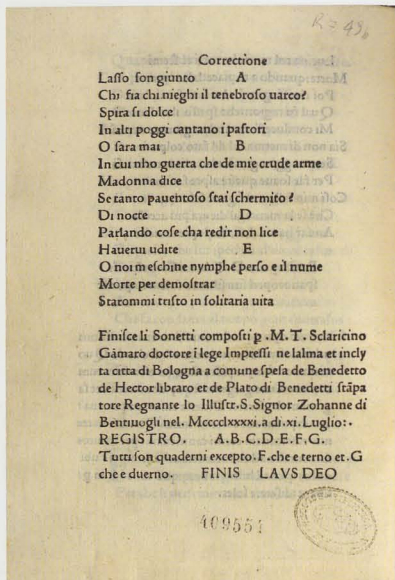 R = 49
Correctione
Lasso son giunto A
Chi fia chi nieghi il tenebroso uarco?
Spira si dolce
In alti poggi cantano i pastori
O sara mai B
In cui nho guerra che de mie crude arme
Madonna dice
Se tanto pauentoso stai schermito?
Di nocte D
Parlando cose cha redir non lice
Hauerui udite E
O noi meschine nymphe perso e il nume
Morte per demostrar
Starommi tristo in solitaria uita
Finisce li Sonetti composti ꝑ .M.T. Sclaricino
Gãmaro doctore ĩ lege Impressi ne lalma et incly
ta citta di Bologna a comune spesa de Benedetto
de Hector libraro et de Plato di Benedetti stãpa
tore Regnante lo Illustr.S.Signor Zohanne di
Bentiuogli nel. Mcccclxxxxi.a di.xi.Luglio:.
REGISTRO. A.B.C.D.E.F.G.
Tutti son quaderni excepto.F.che e terno et.G
che e duerno. FINIS LAVS DEO
409551